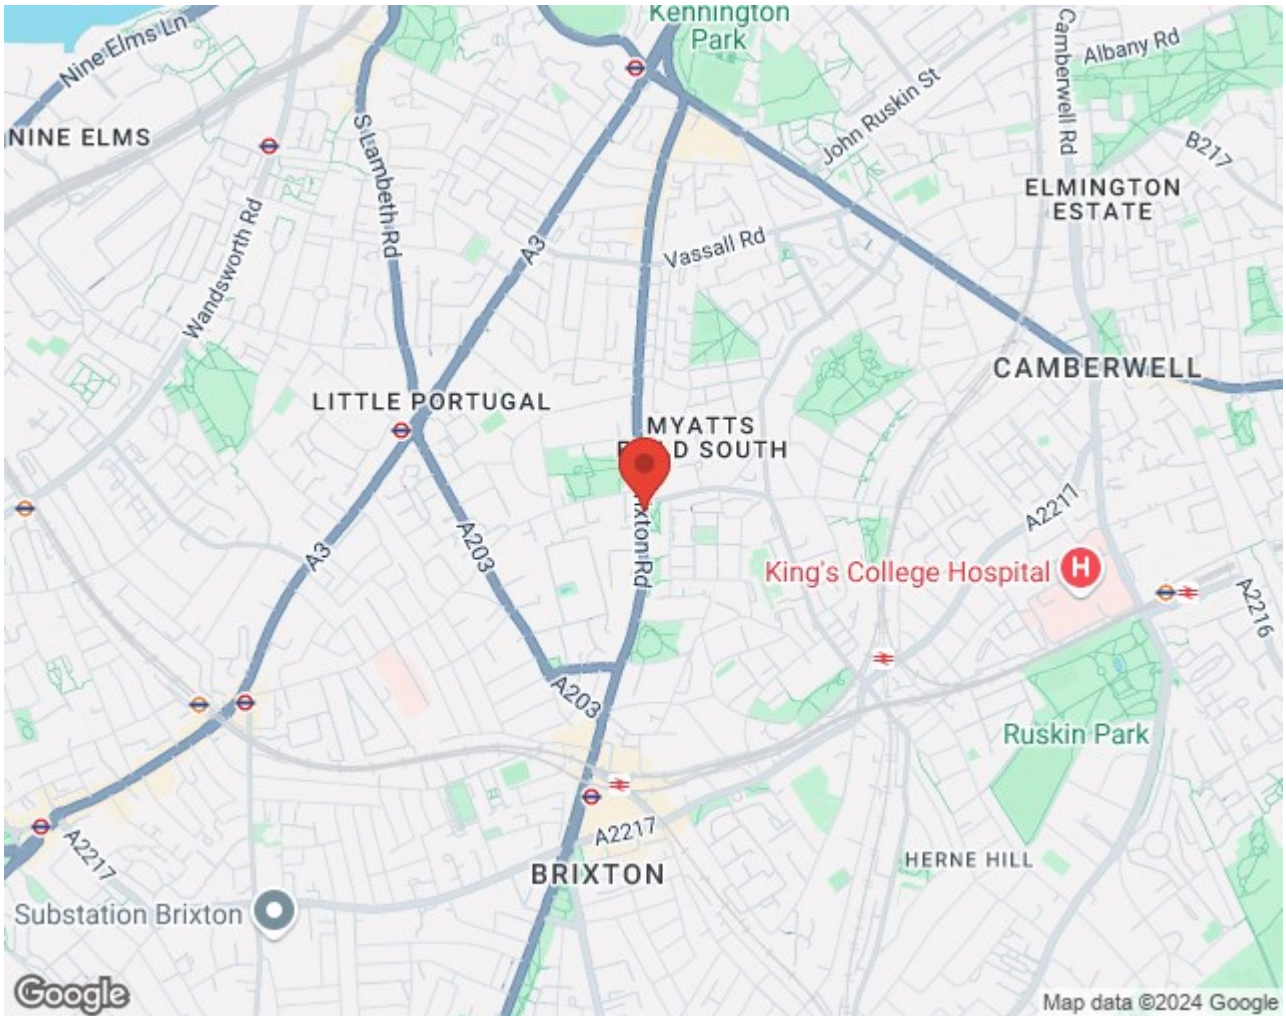 Kennington
Park
Nine Elms Ln
Camberwell Rd
Albany Rd
John Ruskin St
NINE ELMS
S Lambeth Rd
B217
ELMINGTON
ESTATE
Wandsworth Rd
A3
Vassall Rd
CAMBERWELL
LITTLE PORTUGAL
MYATTS
SOUTH
A203
A2217
A3
King's College Hospital
H
A2216
A203
Ruskin Park
A2217
A2217
BRIXTON
HERNE HILL
Substation Brixton
Google
Map data ©2024 Google